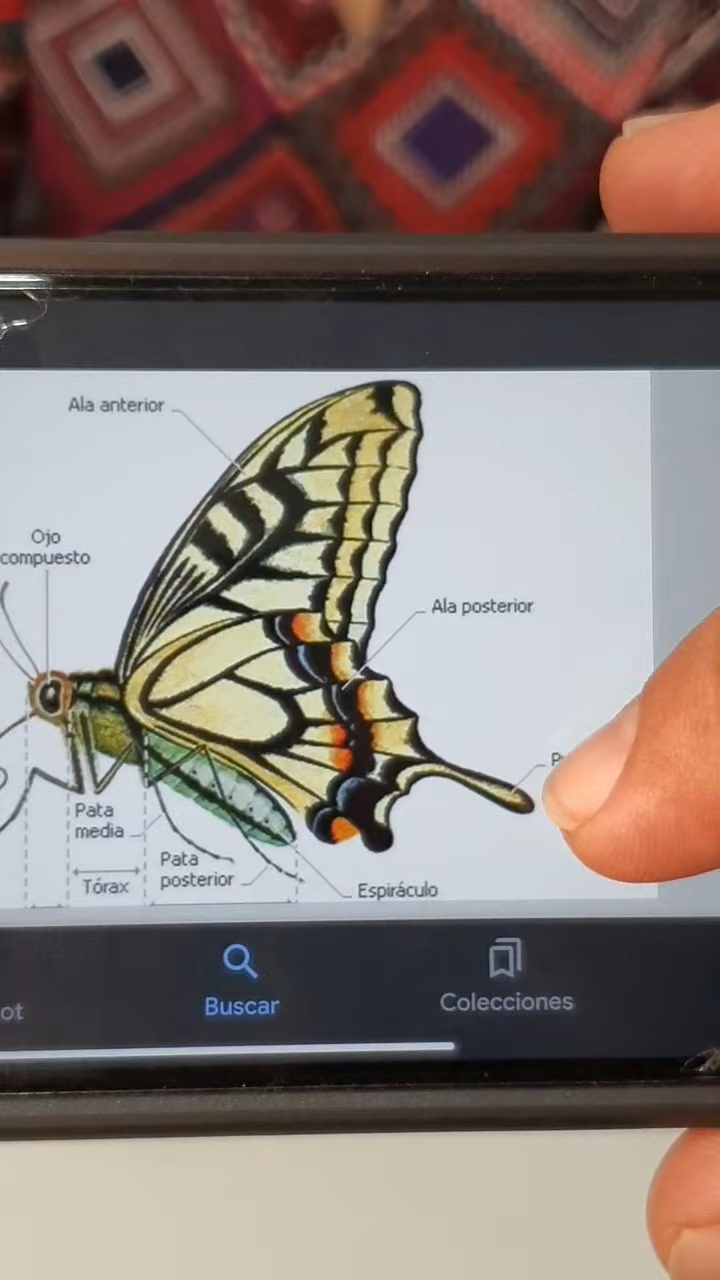 Ala anterior
Ojo
compuesto
Ala posterior
Pata
media
Pata
posterior
Tórax
Espiráculo
Buscar
Colecciones